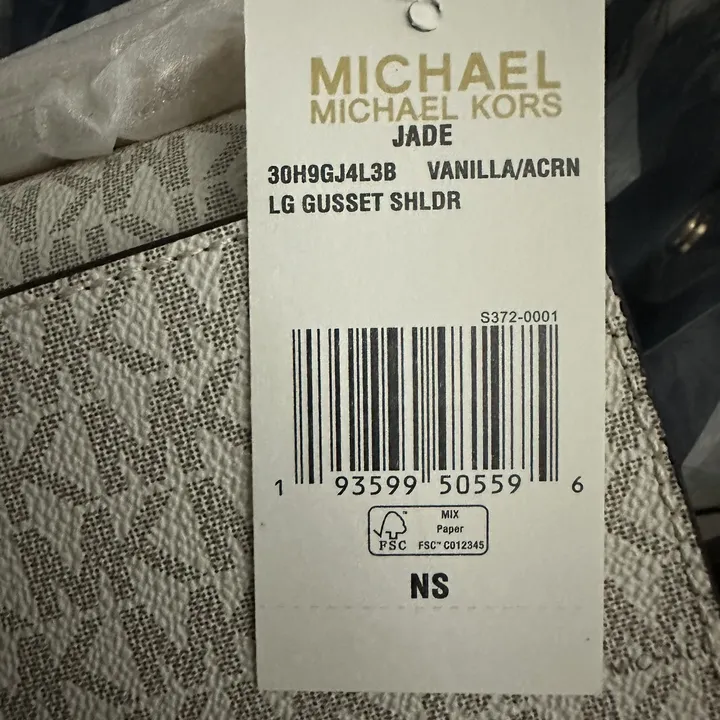 MICHAEL
MICHAEL KORS
JADE
30H9GJ4L3B VANILLA/ACRN
LG GUSSET SHLDR
S372-0001
1 93599 50559 6
FSC™
MIX
Paper
FSC™ C012345
NS